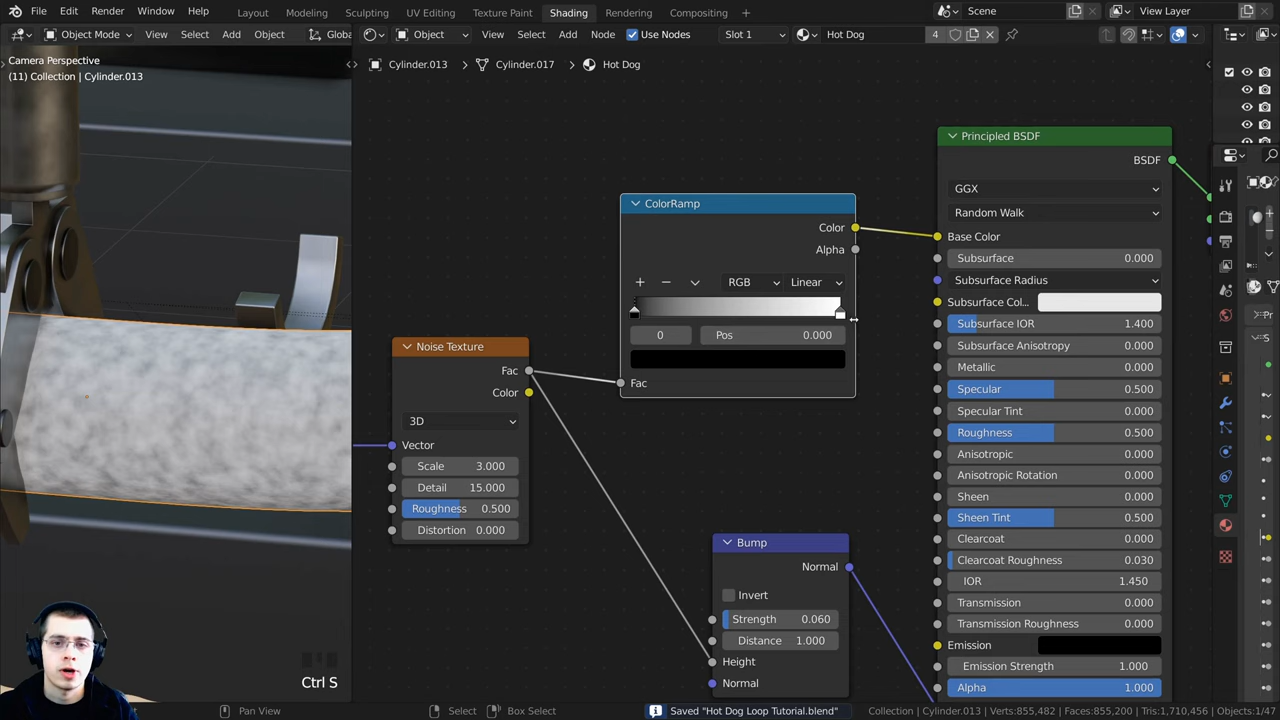 File Edit Render Window Help Layout Modeling Sculpting UV Editing Texture Paint Shading Rendering Compositing + Scene View Layer
Object Mode View Select Add Object Globa Object View Select Add Node Use Nodes Slot 1 Hot Dog 4
Camera Perspective
(11) Collection | Cylinder.013
Cylinder.013 > Cylinder.017 > Hot Dog
ColorRamp
Color
Alpha
+ − RGB Linear
0 Pos 0.000
Fac
Noise Texture
Fac
Color
3D
Vector
Scale 3.000
Detail 15.000
Roughness 0.500
Distortion 0.000
Bump
Normal
Invert
Strength 0.060
Distance 1.000
Height
Normal
Principled BSDF
BSDF
GGX
Random Walk
Base Color
Subsurface 0.000
Subsurface Radius
Subsurface Col...
Subsurface IOR 1.400
Subsurface Anisotropy 0.000
Metallic 0.000
Specular 0.500
Specular Tint 0.000
Roughness 0.500
Anisotropic 0.000
Anisotropic Rotation 0.000
Sheen 0.000
Sheen Tint 0.500
Clearcoat 0.000
Clearcoat Roughness 0.030
IOR 1.450
Transmission 0.000
Transmission Roughness 0.000
Emission
Emission Strength 1.000
Alpha 1.000
Pr
S
Ctrl S
Pan View Select Box Select Saved "Hot Dog Loop Tutorial.blend" Collection | Cylinder.013 | Verts:855,482 | Faces:855,200 | Tris:1,710,456 | Objects:1/47